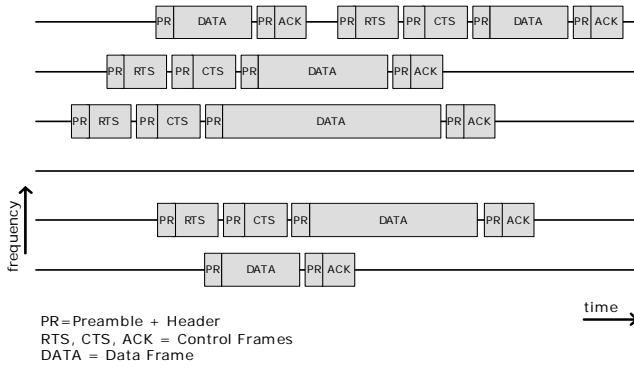 PR DATA PR ACK PR RTS PR CTS PR DATA PR ACK
PR RTS PR CTS PR DATA PR ACK
PR RTS PR CTS PR DATA PR ACK
PR RTS PR CTS PR DATA PR ACK
PR DATA PR ACK
frequency
time
PR=Preamble + Header
RTS, CTS, ACK = Control Frames
DATA = Data Frame